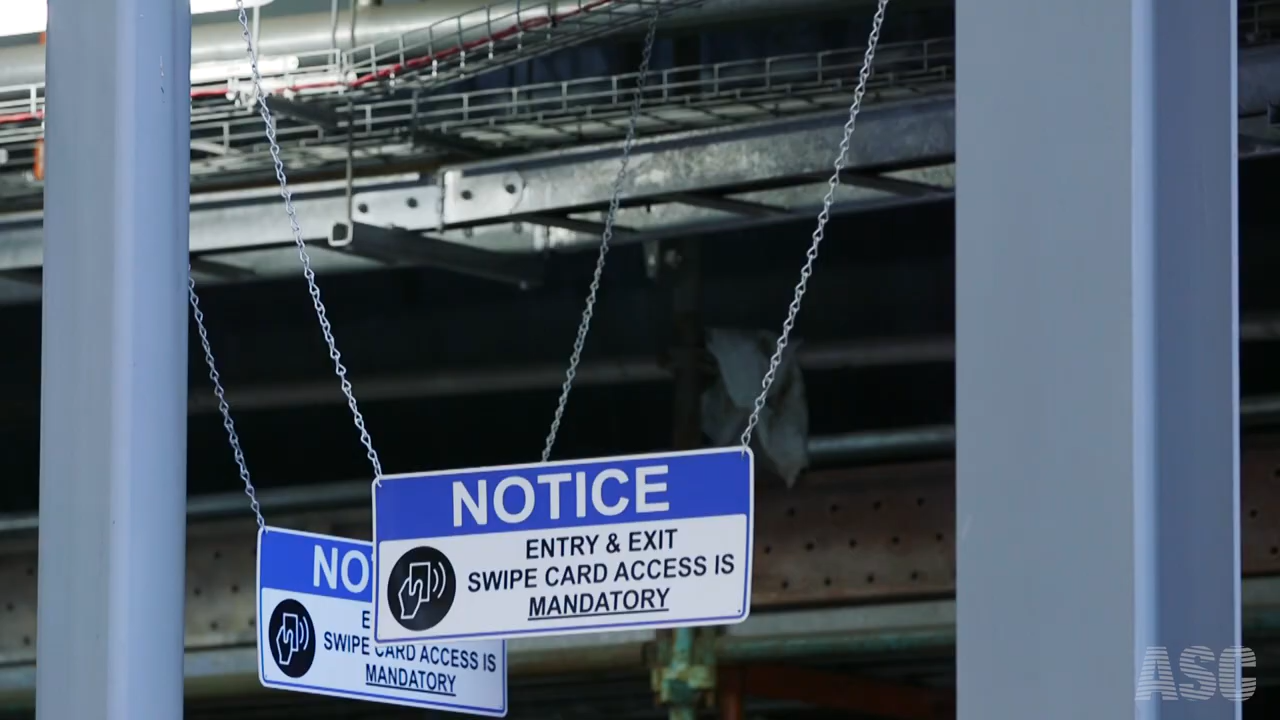 NOTICE
ENTRY & EXIT
SWIPE CARD ACCESS IS
MANDATORY
NO
E
SWIPE CARD ACCESS IS
MANDATORY
ASC